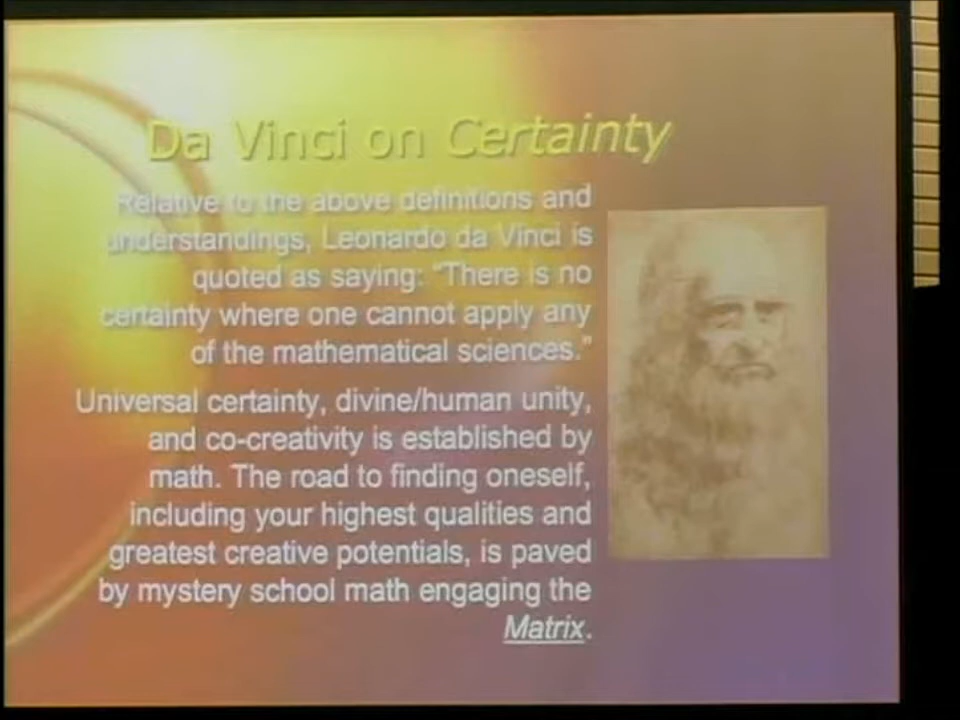 Da Vinci on Certainty
Relative to the above definitions and
understandings, Leonardo da Vinci is
quoted as saying: "There is no
certainty where one cannot apply any
of the mathematical sciences."
Universal certainty, divine/human unity,
and co-creativity is established by
math. The road to finding oneself,
including your highest qualities and
greatest creative potentials, is paved
by mystery school math engaging the
Matrix.